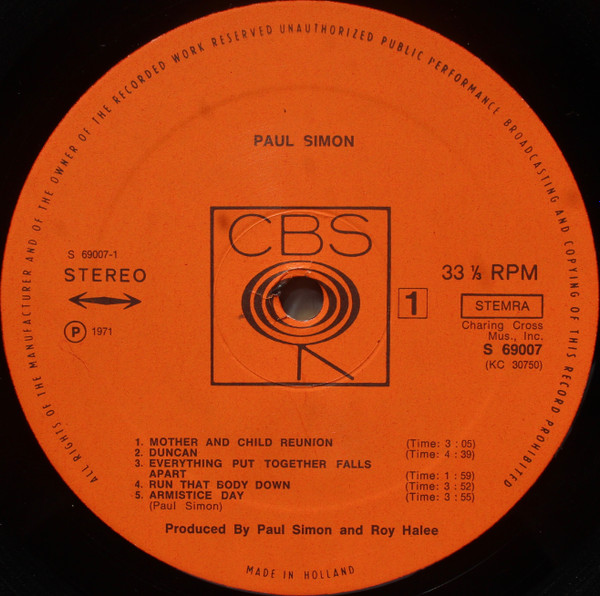 ALL RIGHTS OF THE MANUFACTURER AND OF THE OWNER OF THE RECORDED WORK RESERVED UNAUTHORIZED PUBLIC PERFORMANCE BROADCASTING AND COPYING OF THIS RECORD PROHIBITED
PAUL SIMON
CBS
S 69007-1
STEREO
Ⓟ 1971
33 ⅓ RPM
1
STEMRA
Charing Cross
Mus., Inc.
S 69007
(KC 30750)
1. MOTHER AND CHILD REUNION (Time: 3 : 05)
2. DUNCAN (Time: 4 : 39)
3. EVERYTHING PUT TOGETHER FALLS
APART (Time: 1 : 59)
4. RUN THAT BODY DOWN (Time: 3 : 52)
5. ARMISTICE DAY (Time: 3 : 55)
(Paul Simon)
Produced By Paul Simon and Roy Halee
MADE IN HOLLAND